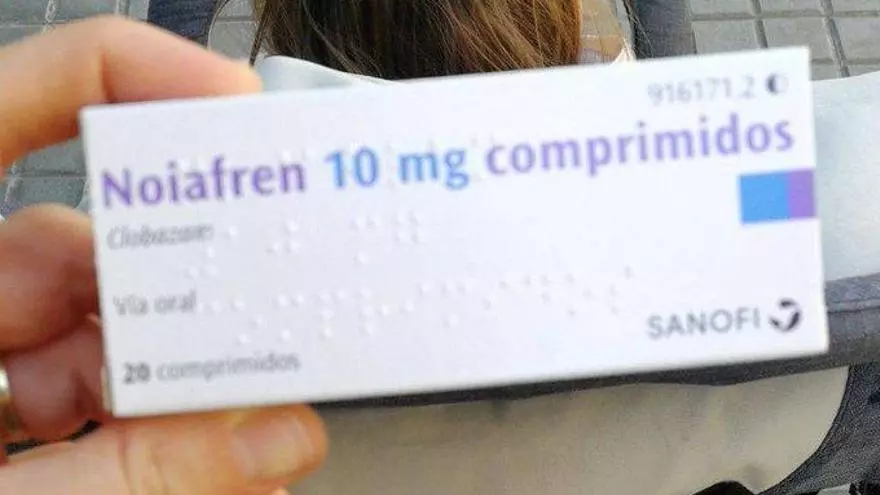 916171.2
Noiafren 10 mg comprimidos
Clobazam
Vía oral
SANOFI
20 comprimidos